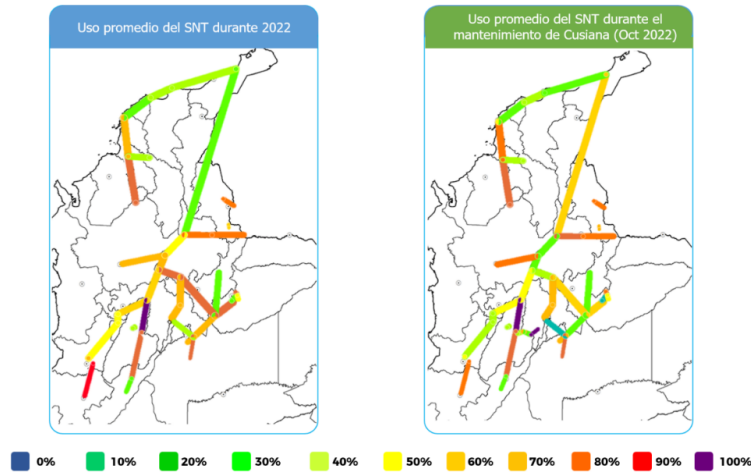 Uso promedio del SNT durante 2022
Uso promedio del SNT durante el
mantenimiento de Cusiana (Oct 2022)
0% 10% 20% 30% 40% 50% 60% 70% 80% 90% 100%